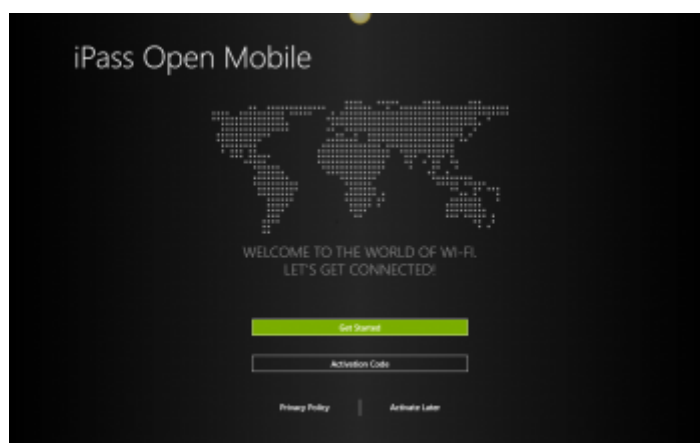 iPass Open Mobile
WELCOME TO THE WORLD OF WI-FI.
LET'S GET CONNECTED!
Get Started
Activation Code
Privacy Policy | Activate Later